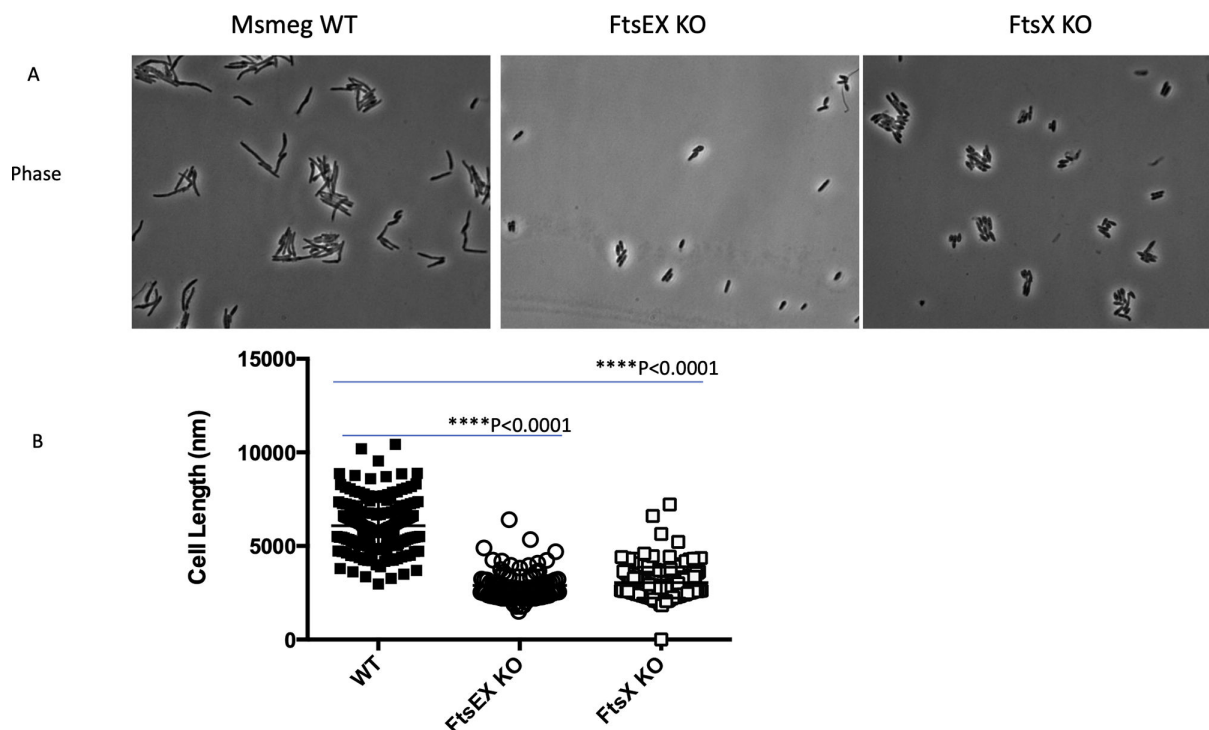 Msmeg WT FtsEX KO FtsX KO
A
Phase
B
Cell Length (nm)
15000
10000
5000
0
****P<0.0001
****P<0.0001
WT
FtsEX KO
FtsX KO